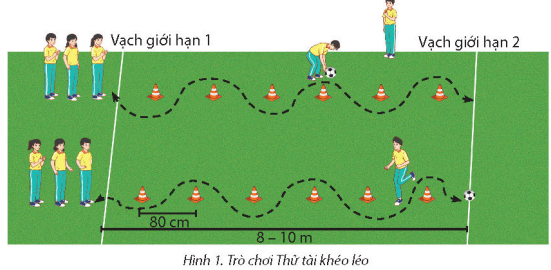 Vạch giới hạn 1
Vạch giới hạn 2
80 cm
8 – 10 m
Hình 1. Trò chơi Thử tài khéo léo